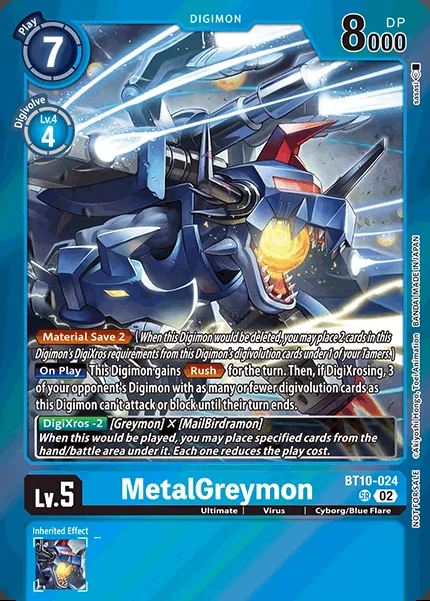 DIGIMON
Play
7
DP
8000
Digivolve
Lv.4
4
sasasi
©Akiyoshi Hongo, Toei Animation BANDAI MADE IN JAPAN
NOT FOR SALE
Material Save 2 (When this Digimon would be deleted, you may place 2 cards in this
Digimon's DigiXros requirements from this Digimon's digivolution cards under 1 of your Tamers.)
On Play This Digimon gains Rush for the turn. Then, if DigiXrosing, 3
of your opponent's Digimon with as many or fewer digivolution cards as
this Digimon can't attack or block until their turn ends.
DigiXros -2 [Greymon] × [MailBirdramon]
When this would be played, you may place specified cards from the
hand/battle area under it. Each one reduces the play cost.
Lv.5
MetalGreymon
BT10-024
SR 02
Ultimate | Virus | Cyborg/Blue Flare
Inherited Effect